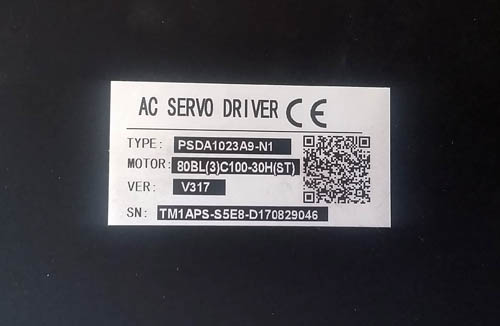 AC SERVO DRIVER CE
TYPE: PSDA1023A9-N1
MOTOR: 80BL(3)C100-30H(ST)
VER: V317
SN: TM1APS-S5E8-D170829046